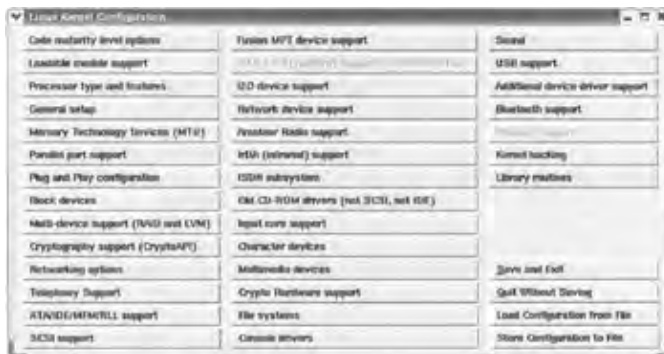 Linux Kernel Configuration
Code maturity level options
Loadable module support
Processor type and features
General setup
Memory Technology Devices (MTD)
Parallel port support
Plug and Play configuration
Block devices
Multi-device support (RAID and LVM)
Cryptography support (CryptoAPI)
Networking options
Telephony Support
ATA/IDE/MFM/RLL support
SCSI support
Fusion MPT device support
I2O device support
Network device support
Amateur Radio support
IrDA (infrared) support
ISDN subsystem
Old CD-ROM drivers (not SCSI, not IDE)
Input core support
Character devices
Multimedia devices
Crypto Hardware support
File systems
Console drivers
Sound
USB support
Additional device driver support
Bluetooth support
Kernel hacking
Library routines
Save and Exit
Quit Without Saving
Load Configuration from File
Store Configuration to File